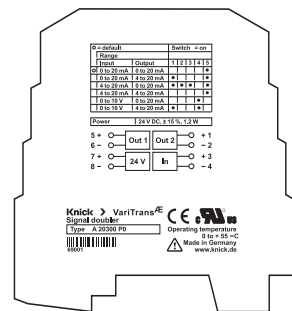 = default Switch = on
Range
Input Output 1 2 3 4 5
0 to 20 mA 0 to 20 mA
0 to 20 mA 4 to 20 mA
4 to 20 mA 0 to 20 mA
4 to 20 mA 4 to 20 mA
0 to 10 V 0 to 20 mA
0 to 10 V 4 to 20 mA
Power 24 V DC, ± 15 %, 1,2 W
5 + Out 1 Out 2 + 1
6 – – 2
7 + 24 V In + 3
8 – – 4
Knick > VariTrans Æ
Signal doubler
Type A 20300 P0
69001
CE c RU us
Operating temperature
0 to + 55 =C
Made in Germany
www.knick.de